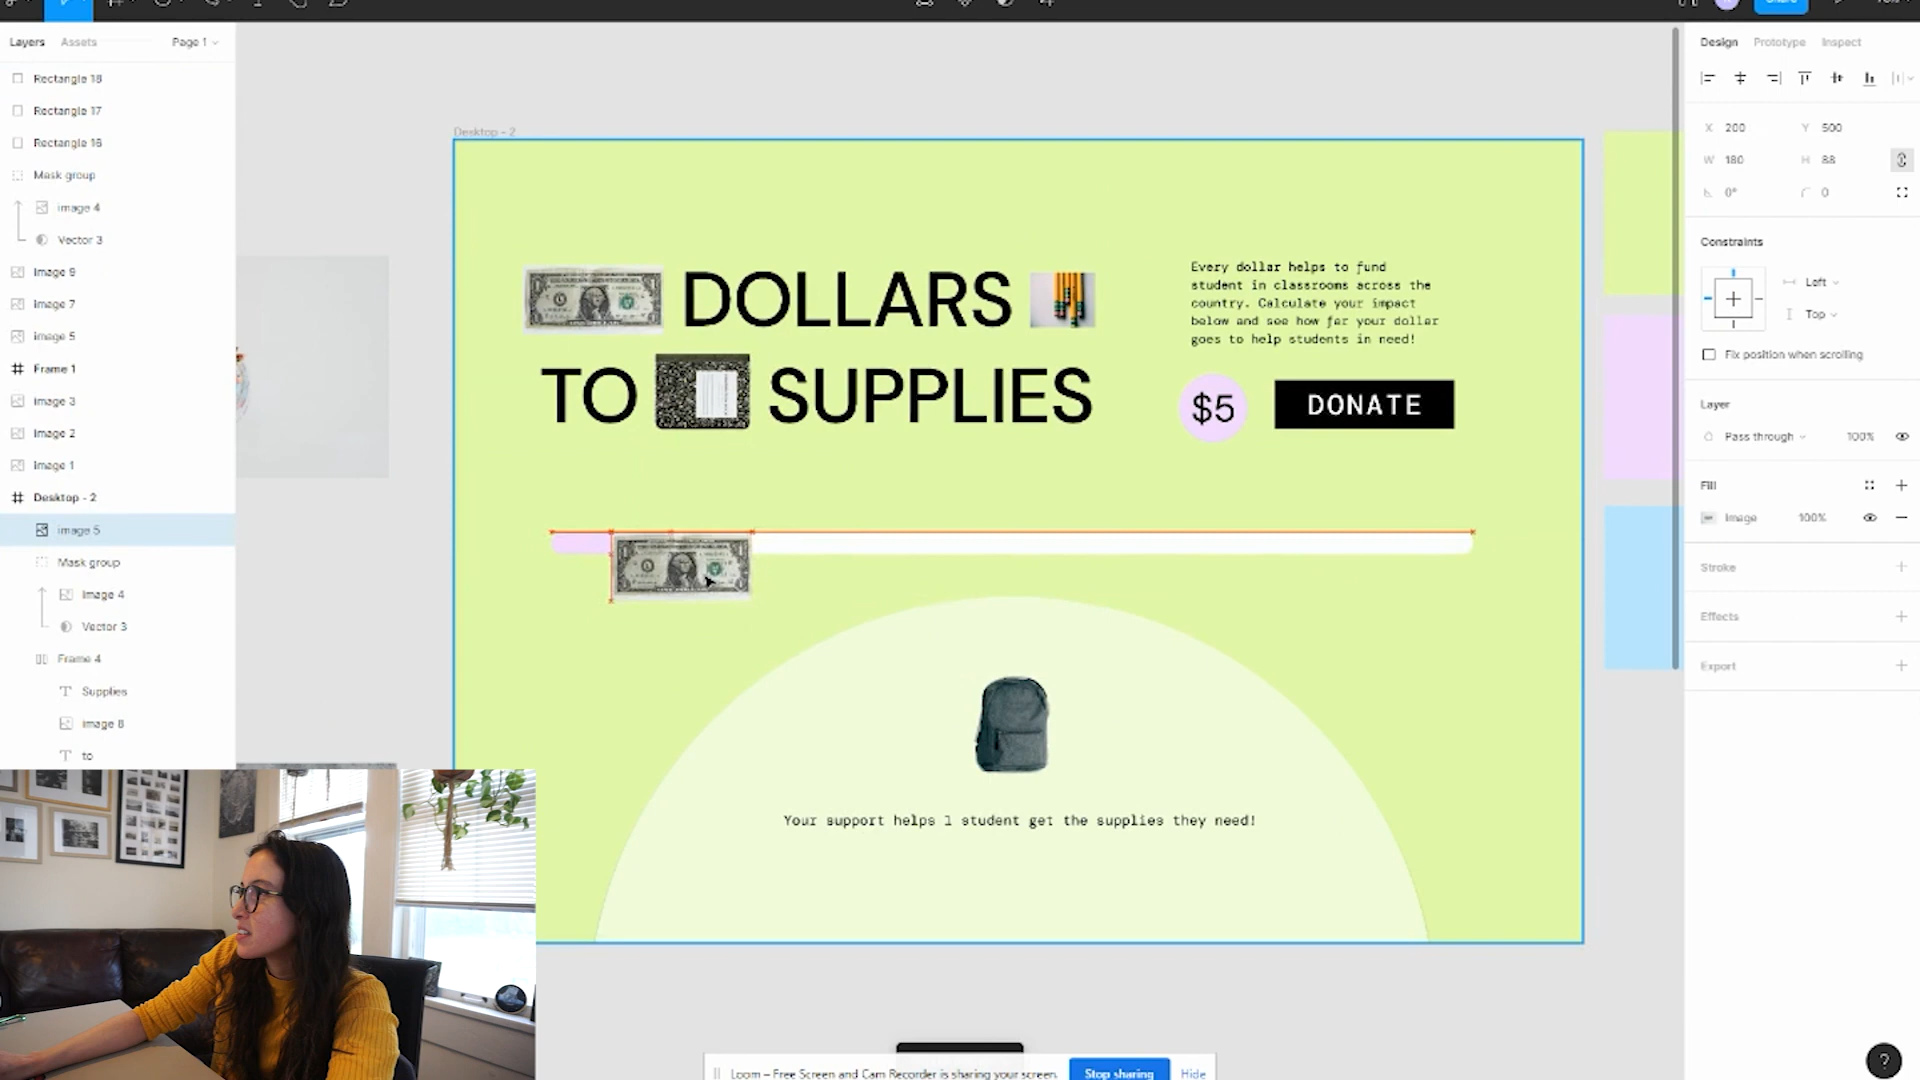 Share
Layers
Assets
Page 1
Rectangle 18
Rectangle 17
Rectangle 16
Mask group
image 4
Vector 3
image 9
image 7
image 5
Frame 1
image 3
image 2
image 1
Desktop - 2
image 5
Mask group
image 4
Vector 3
Frame 4
Supplies
image 8
to
Desktop - 2
DOLLARS
TO
SUPPLIES
Every dollar helps to fund
student in classrooms across the
country. Calculate your impact
below and see how far your dollar
goes to help students in need!
$5
DONATE
Your support helps 1 student get the supplies they need!
Loom – Free Screen and Cam Recorder is sharing your screen.
Stop sharing
Hide
Design
Prototype
Inspect
X 200
Y 500
W 180
H 88
0°
0
Constraints
Left
Top
Fix position when scrolling
Layer
Pass through
100%
Fill
Image
100%
Stroke
Effects
Export
?